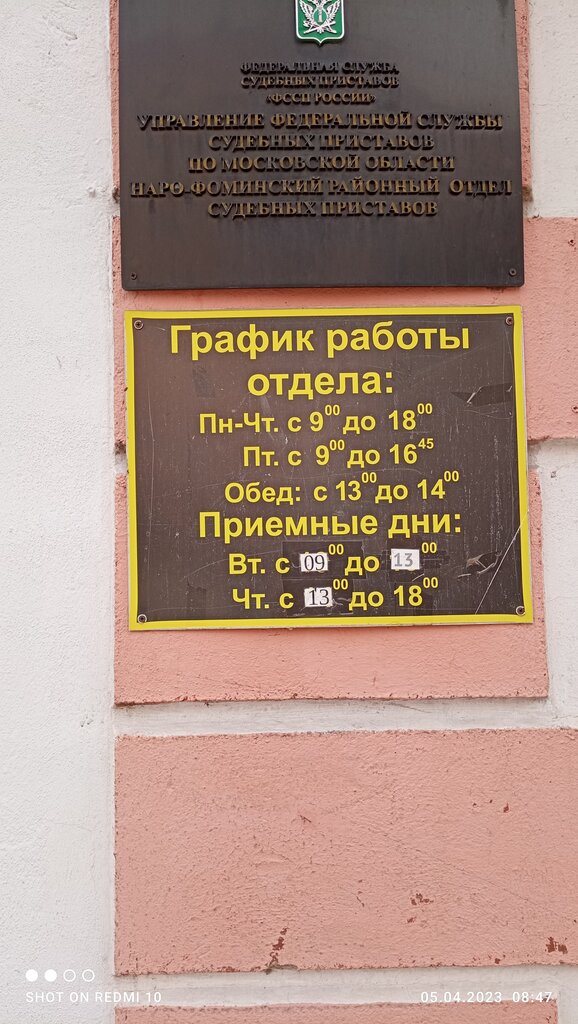 ФЕДЕРАЛЬНАЯ СЛУЖБА
СУДЕБНЫХ ПРИСТАВОВ
«ФССП РОССИИ»
УПРАВЛЕНИЕ ФЕДЕРАЛЬНОЙ СЛУЖБЫ
СУДЕБНЫХ ПРИСТАВОВ
ПО МОСКОВСКОЙ ОБЛАСТИ
НАРО-ФОМИНСКИЙ РАЙОННЫЙ ОТДЕЛ
СУДЕБНЫХ ПРИСТАВОВ
График работы
отдела:
Пн-Чт. с 9⁰⁰ до 18⁰⁰
Пт. с 9⁰⁰ до 16⁴⁵
Обед: с 13⁰⁰ до 14⁰⁰
Приемные дни:
Вт. с 09⁰⁰ до 13⁰⁰
Чт. с 13⁰⁰ до 18⁰⁰
SHOT ON REDMI 10
05.04.2023 08:47